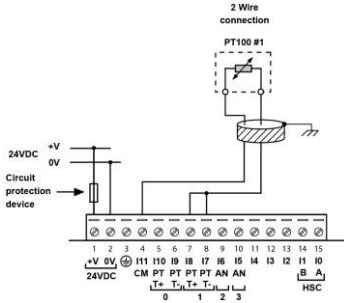 2 Wire
connection
PT100 #1
24VDC
+V
0V
Circuit
protection
device
1 2 3 4 5 6 7 8 9 10 11 12 13 14 15
+V 0V I11 I10 I9 I8 I7 I6 I5 I4 I3 I2 I1 I0
24VDC CM PT PT PT PT AN AN B A
T+ T- T+ T- HSC
0 1 2 3